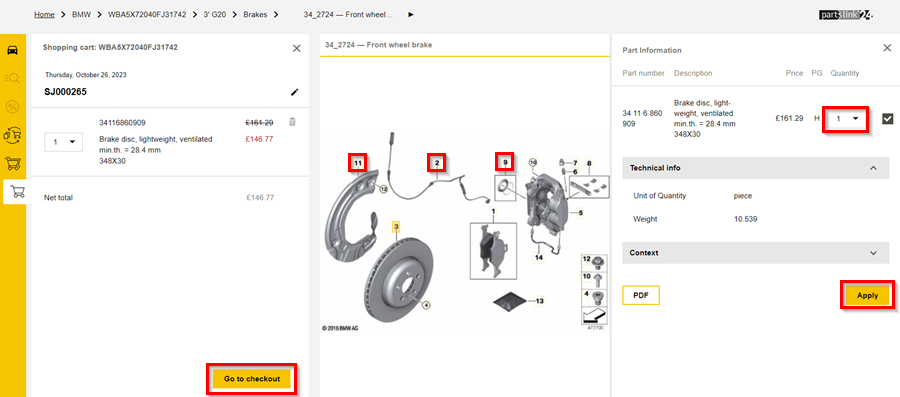 Home > BMW > WBA5X72040FJ31742 > 3' G20 > Brakes > 34_2724 — Front wheel...
partslink24
Shopping cart: WBA5X72040FJ31742
Thursday, October 26, 2023
SJ000265
34116860909 £161.29
1 Brake disc, lightweight, ventilated £146.77
min.th. = 28.4 mm
348X30
Net total £146.77
Go to checkout
34_2724 — Front wheel brake
11
2
9
10
7
8
6
12
1
5
3
14
12
10
4
4
13
© 2016 BMW AG
477700
Part Information
Part number Description Price PG Quantity
34 11 6 860
909
Brake disc, light-
weight, ventilated
min.th. = 28.4 mm
348X30
£161.29 H 1
Technical info
Unit of Quantity piece
Weight 10.539
Context
PDF
Apply